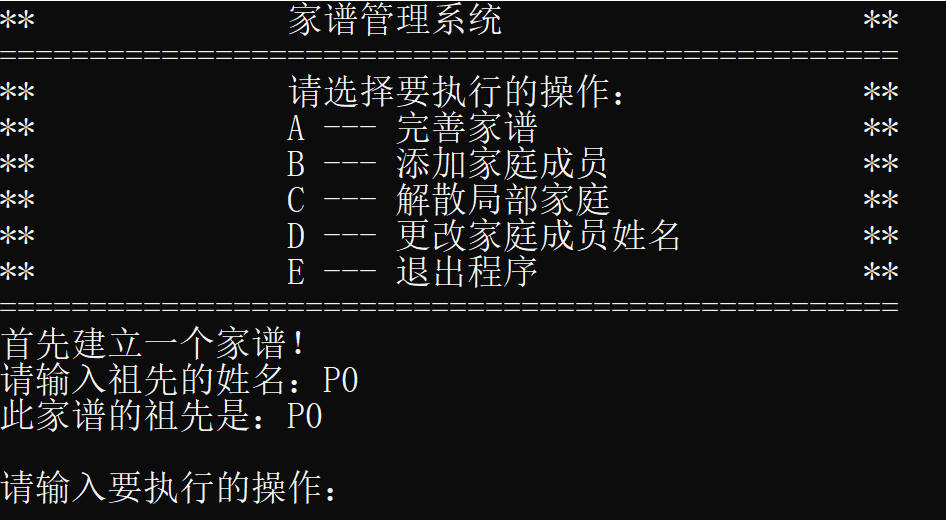 ** 家谱管理系统 **
==================================================
** 请选择要执行的操作： **
** A --- 完善家谱 **
** B --- 添加家庭成员 **
** C --- 解散局部家庭 **
** D --- 更改家庭成员姓名 **
** E --- 退出程序 **
==================================================
首先建立一个家谱！
请输入祖先的姓名：P0
此家谱的祖先是：P0
请输入要执行的操作：